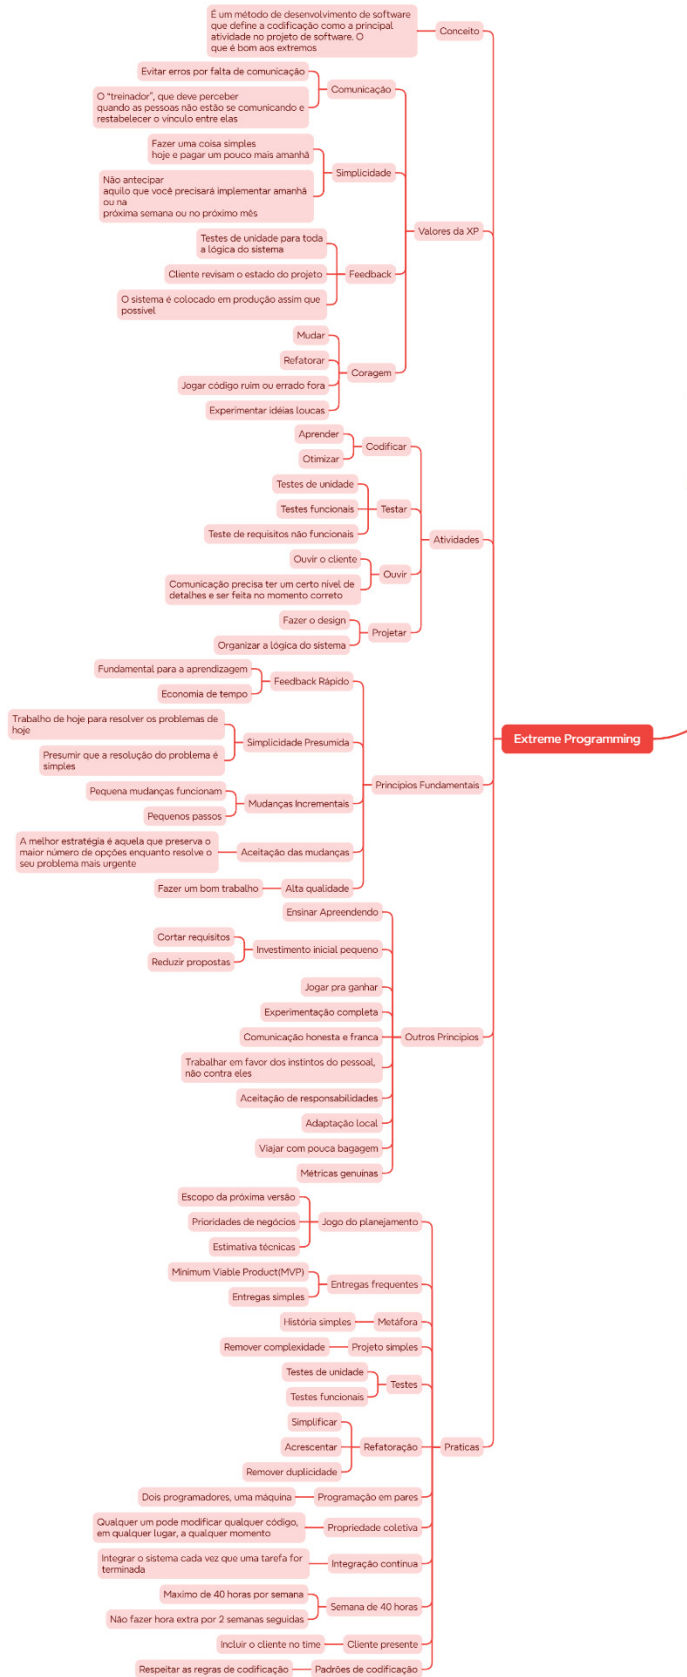 É um método de desenvolvimento de software
que define a codificação como a principal
atividade no projeto de software. O
que é bom aos extremos
Conceito
Evitar erros por falta de comunicação
Comunicação
O "treinador", que deve perceber
quando as pessoas não estão se comunicando e
restabelecer o vínculo entre elas
Fazer uma coisa simples
hoje e pagar um pouco mais amanhã
Simplicidade
Não antecipar
aquilo que você precisará implementar amanhã
ou na
próxima semana ou no próximo mês
Valores da XP
Testes de unidade para toda
a lógica do sistema
Cliente revisam o estado do projeto
Feedback
O sistema é colocado em produção assim que
possível
Mudar
Refatorar
Coragem
Jogar código ruim ou errado fora
Experimentar idéias loucas
Aprender
Codificar
Otimizar
Testes de unidade
Testes funcionais
Testar
Teste de requisitos não funcionais
Atividades
Ouvir o cliente
Ouvir
Comunicação precisa ter um certo nível de
detalhes e ser feita no momento correto
Fazer o design
Projetar
Organizar a lógica do sistema
Fundamental para a aprendizagem
Feedback Rápido
Economia de tempo
Trabalho de hoje para resolver os problemas de
hoje
Simplicidade Presumida
Presumir que a resolução do problema é
simples
Extreme Programming
Pequena mudanças funcionam
Mudanças Incrementais
Pequenos passos
Princípios Fundamentais
A melhor estratégia é aquela que preserva o
maior número de opções enquanto resolve o
seu problema mais urgente
Aceitação das mudanças
Fazer um bom trabalho
Alta qualidade
Ensinar Apreendendo
Cortar requisitos
Investimento inicial pequeno
Reduzir propostas
Jogar pra ganhar
Experimentação completa
Comunicação honesta e franca
Outros Princípios
Trabalhar em favor dos instintos do pessoal,
não contra eles
Aceitação de responsabilidades
Adaptação local
Viajar com pouca bagagem
Métricas genuínas
Escopo da próxima versão
Prioridades de negócios
Jogo do planejamento
Estimativa técnicas
Minimum Viable Product(MVP)
Entregas frequentes
Entregas simples
História simples
Metáfora
Remover complexidade
Projeto simples
Testes de unidade
Testes
Testes funcionais
Simplificar
Acrescentar
Refatoração
Praticas
Remover duplicidade
Dois programadores, uma máquina
Programação em pares
Qualquer um pode modificar qualquer código,
em qualquer lugar, a qualquer momento
Propriedade coletiva
Integrar o sistema cada vez que uma tarefa for
terminada
Integração continua
Maximo de 40 horas por semana
Semana de 40 horas
Não fazer hora extra por 2 semanas seguidas
Incluir o cliente no time
Cliente presente
Respeitar as regras de codificação
Padrões de codificação